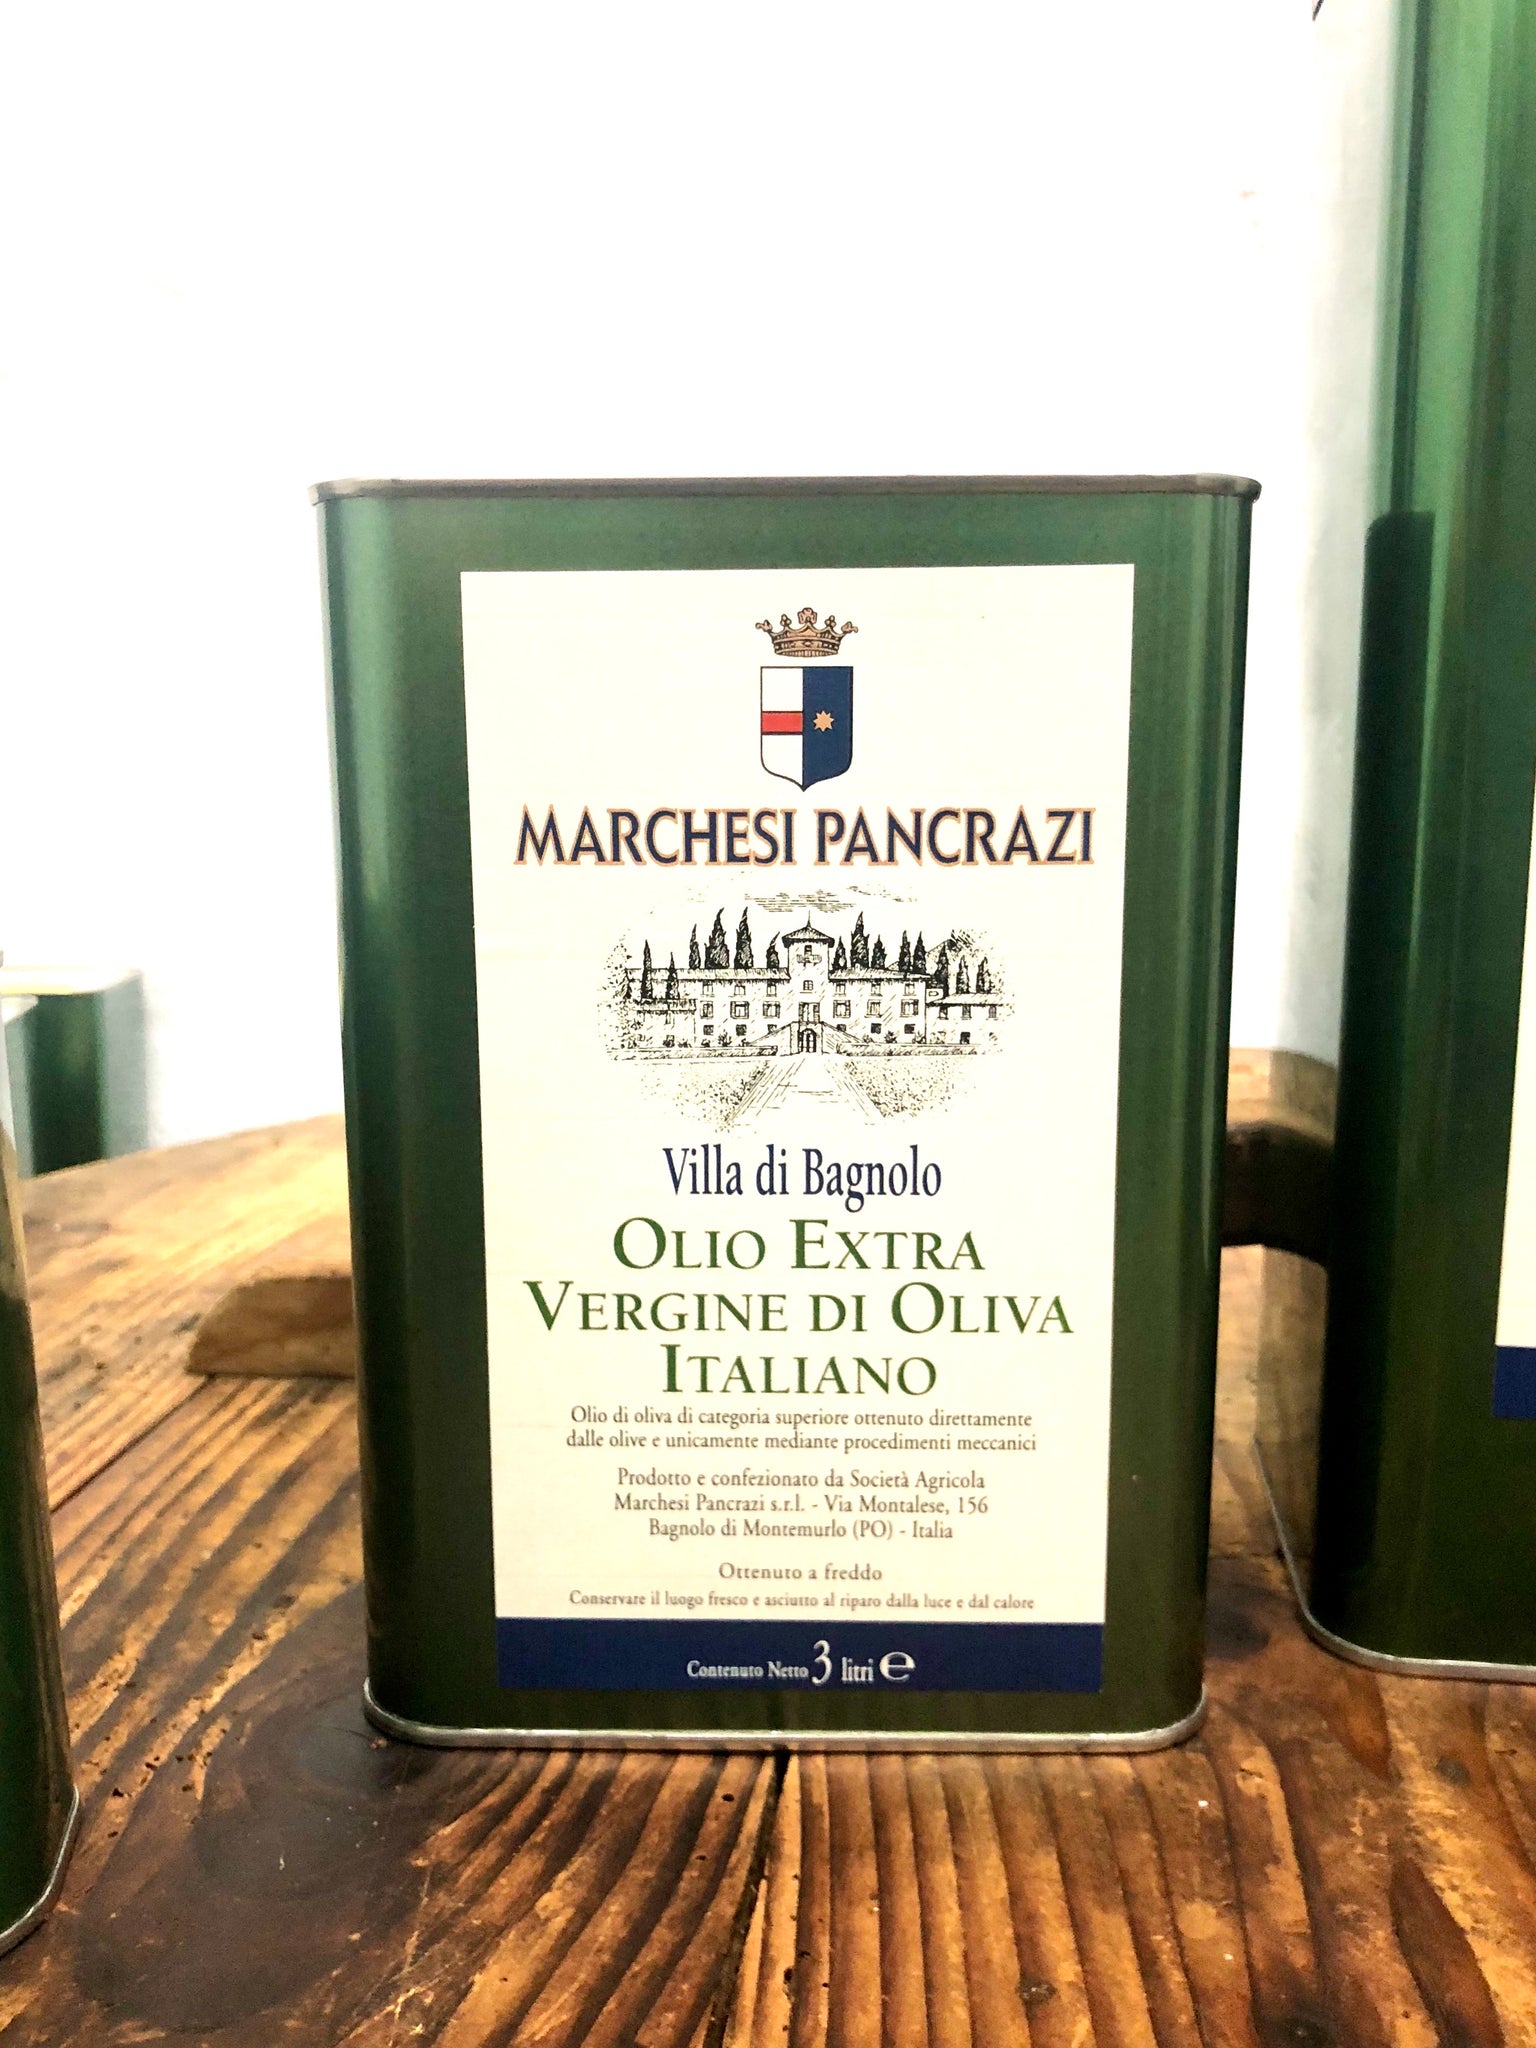 MARCHESI PANCRAZI
Villa di Bagnolo
OLIO EXTRA
VERGINE DI OLIVA
ITALIANO
Olio di oliva di categoria superiore ottenuto direttamente
dalle olive e unicamente mediante procedimenti meccanici
Prodotto e confezionato da Società Agricola
Marchesi Pancrazi s.r.l. - Via Montalese, 156
Bagnolo di Montemurlo (PO) - Italia
Ottenuto a freddo
Conservare il luogo fresco e asciutto al riparo dalla luce e dal calore
Contenuto Netto 3 litri ℮